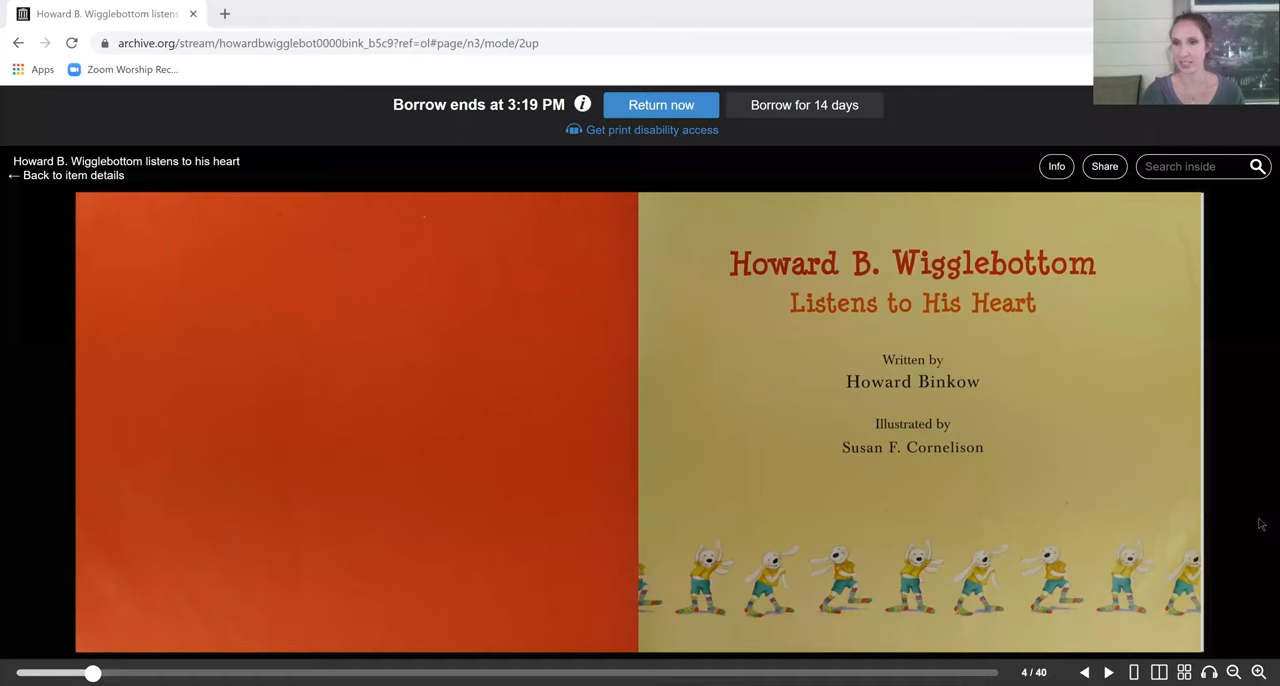 Howard B. Wigglebottom listens
archive.org/stream/howardbwigglebot0000bink_b5c9?ref=ol#page/n3/mode/2up
Apps
Zoom Worship Rec...
Borrow ends at 3:19 PM
Return now
Borrow for 14 days
Get print disability access
Howard B. Wigglebottom listens to his heart
← Back to item details
Info
Share
Search inside
Howard B. Wigglebottom
Listens to His Heart
Written by
Howard Binkow
Illustrated by
Susan F. Cornelison
4 / 40